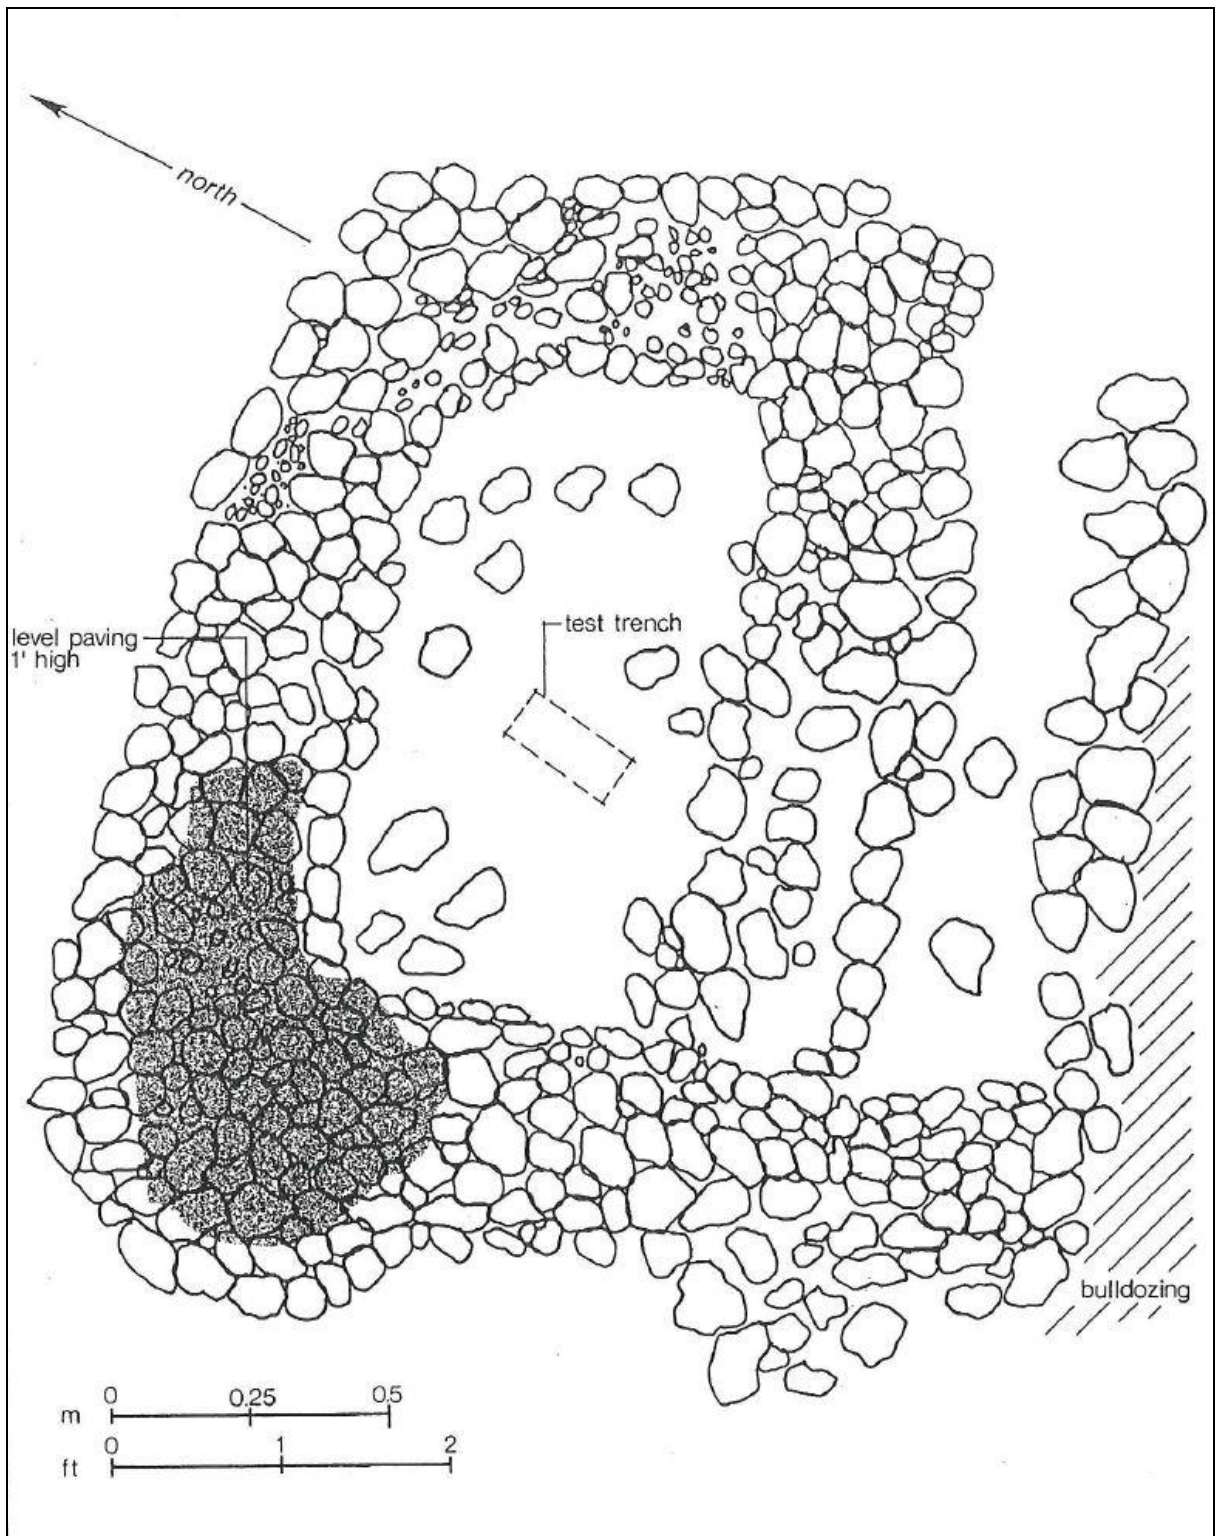 north
level paving
1' high
test trench
bulldozing
0 0.25 0.5
m
0 1 2
ft